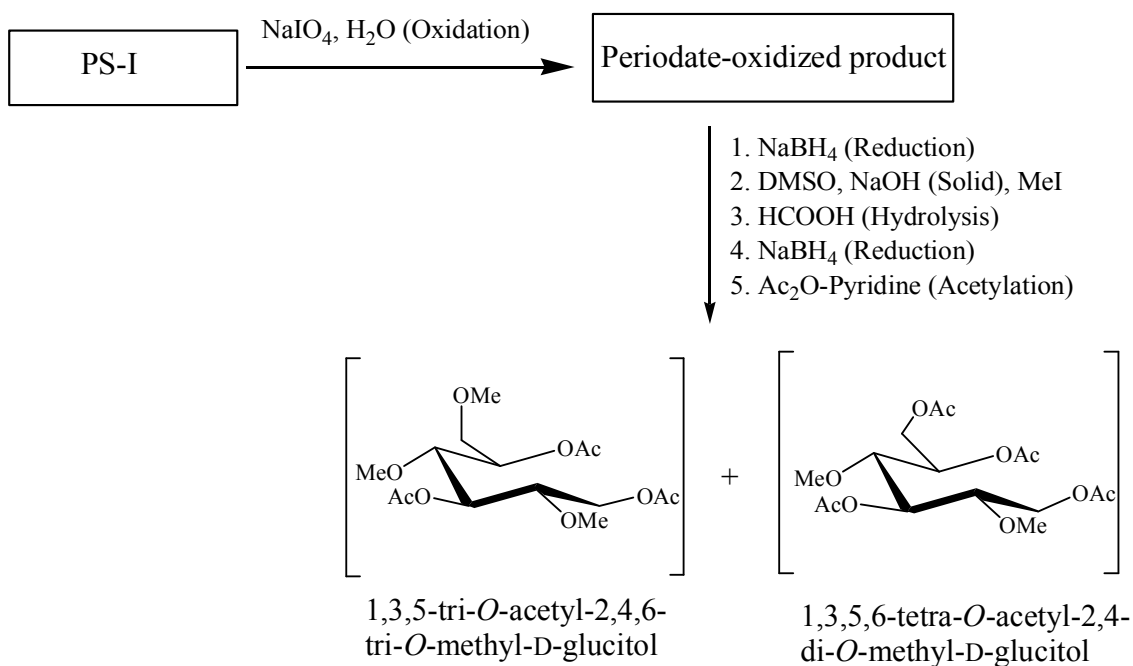 PS-I
NaIO4, H2O (Oxidation)
Periodate-oxidized product
1. NaBH4 (Reduction)
2. DMSO, NaOH (Solid), MeI
3. HCOOH (Hydrolysis)
4. NaBH4 (Reduction)
5. Ac2O-Pyridine (Acetylation)
OMe
OAc
MeO
AcO
OAc
OMe
+
OAc
OAc
MeO
AcO
OAc
OMe
1,3,5-tri-O-acetyl-2,4,6-
tri-O-methyl-D-glucitol
1,3,5,6-tetra-O-acetyl-2,4-
di-O-methyl-D-glucitol